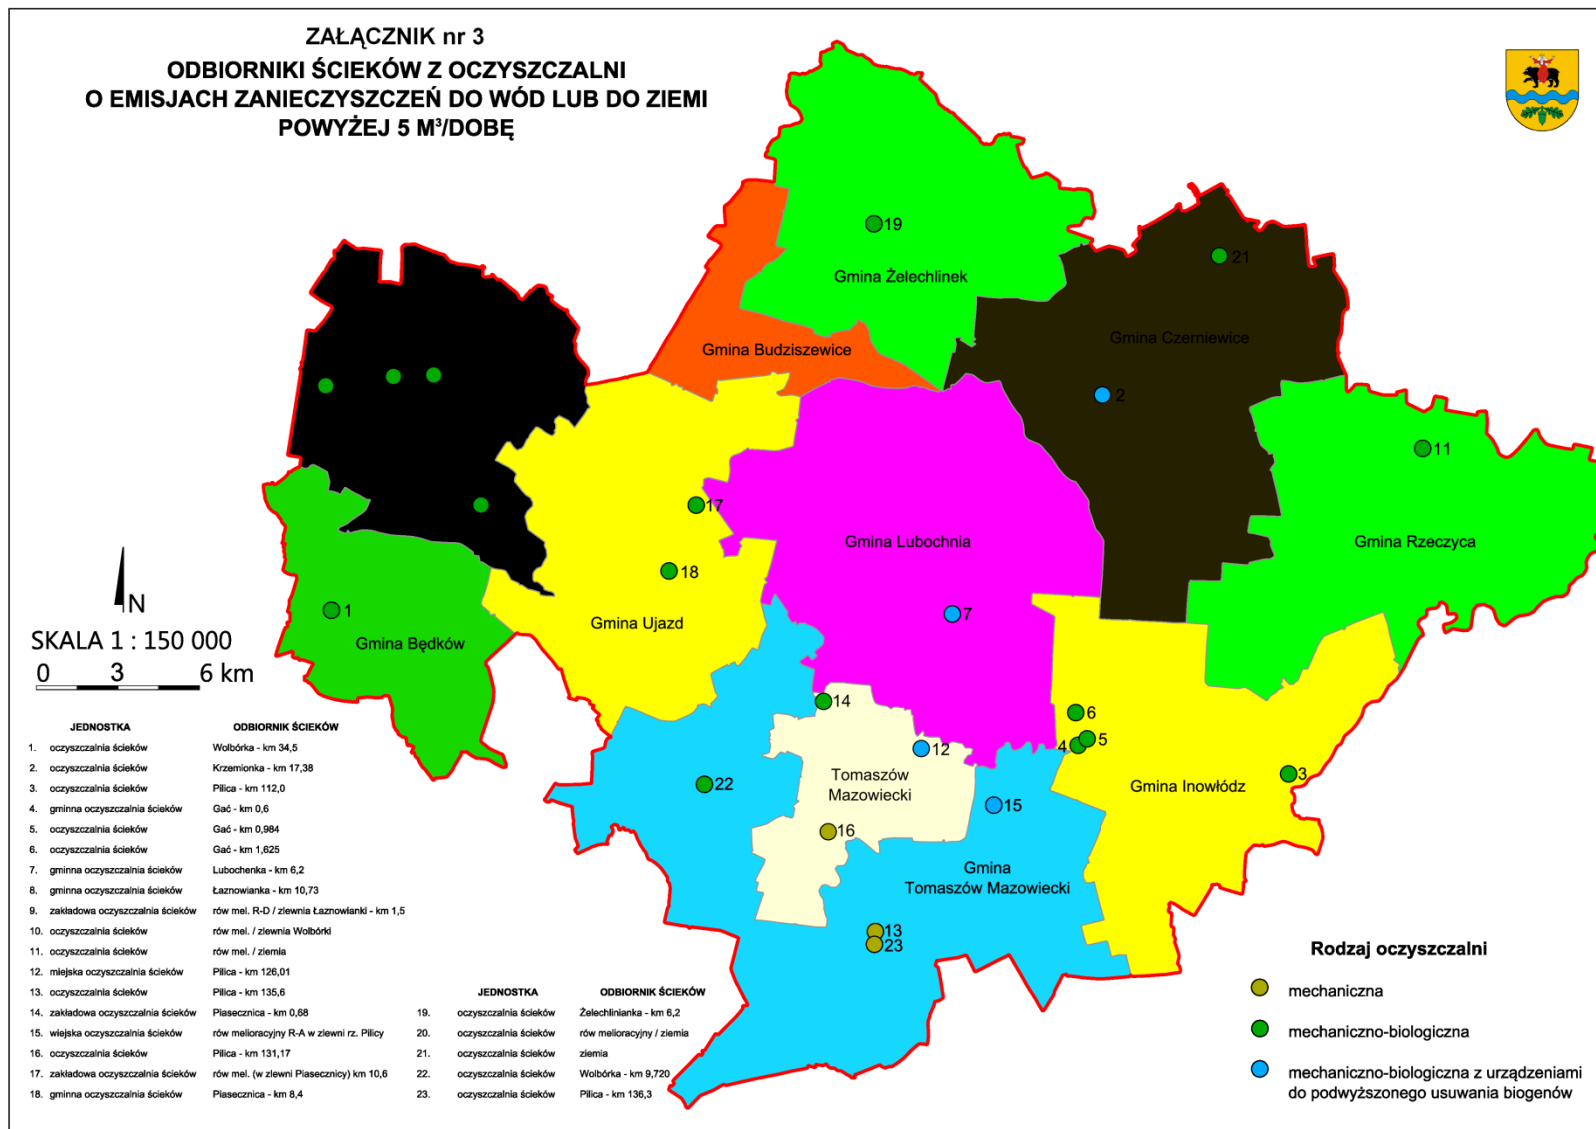 ZAŁĄCZNIK nr 3
ODBIORNIKI ŚCIEKÓW Z OCZYSZCZALNI
O EMISJACH ZANIECZYSZCZEŃ DO WÓD LUB DO ZIEMI
POWYŻEJ 5 M³/DOBĘ
19
Gmina Żelechlinek
21
Gmina Czerniewice
Gmina Budziszewice
2
11
17
Gmina Lubochnia
Gmina Rzeczyca
18
N
1
7
Gmina Ujazd
Gmina Będków
SKALA 1 : 150 000
0 3 6 km
14
6
5
4
12
3
Tomaszów
Mazowiecki
22
Gmina Inowłódz
15
16
Gmina
Tomaszów Mazowiecki
13
23
JEDNOSTKA ODBIORNIK ŚCIEKÓW
1. oczyszczalnia ścieków Wolbórka - km 34,5
2. oczyszczalnia ścieków Krzemionka - km 17,38
3. oczyszczalnia ścieków Pilica - km 112,0
4. gminna oczyszczalnia ścieków Gać - km 0,6
5. oczyszczalnia ścieków Gać - km 0,984
6. oczyszczalnia ścieków Gać - km 1,625
7. gminna oczyszczalnia ścieków Lubochenka - km 6,2
8. gminna oczyszczalnia ścieków Łaznowianka - km 10,73
9. zakładowa oczyszczalnia ścieków rów mel. R-D / zlewnia Łaznowianki - km 1,5
10. oczyszczalnia ścieków rów mel. / zlewnia Wolbórki
11. oczyszczalnia ścieków rów mel. / ziemia
12. miejska oczyszczalnia ścieków Pilica - km 126,01
13. oczyszczalnia ścieków Pilica - km 135,6
14. zakładowa oczyszczalnia ścieków Piasecznica - km 0,68
15. wiejska oczyszczalnia ścieków rów melioracyjny R-A w zlewni rz. Pilicy
16. oczyszczalnia ścieków Pilica - km 131,17
17. zakładowa oczyszczalnia ścieków rów mel. (w zlewni Piasecznicy) km 10,6
18. gminna oczyszczalnia ścieków Piasecznica - km 8,4
JEDNOSTKA ODBIORNIK ŚCIEKÓW
19. oczyszczalnia ścieków Żelechlinianka - km 6,2
20. oczyszczalnia ścieków rów melioracyjny / ziemia
21. oczyszczalnia ścieków ziemia
22. oczyszczalnia ścieków Wolbórka - km 9,720
23. oczyszczalnia ścieków Pilica - km 136,3
Rodzaj oczyszczalni
mechaniczna
mechaniczno-biologiczna
mechaniczno-biologiczna z urządzeniami
do podwyższonego usuwania biogenów